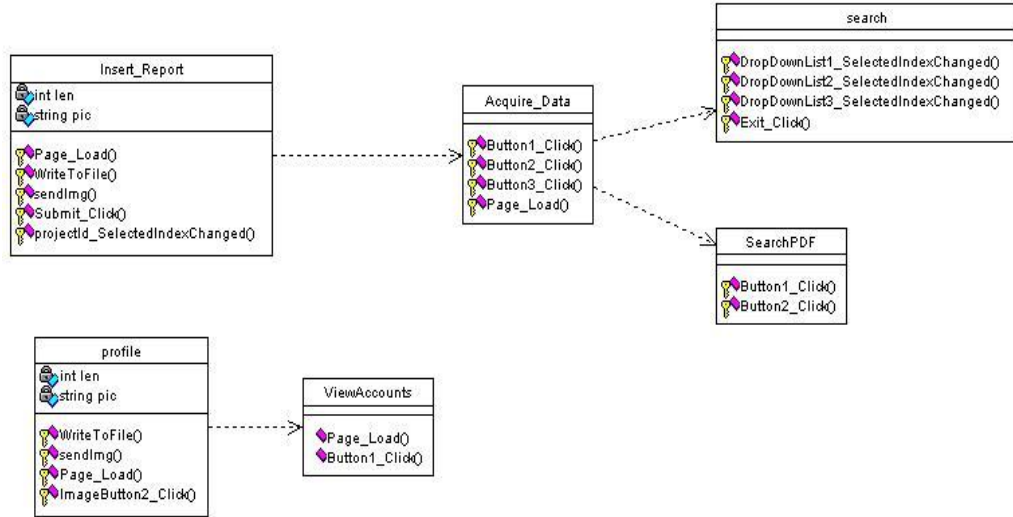 Insert_Report
int len
string pic
Page_Load()
WriteToFile()
sendImg()
Submit_Click()
projectId_SelectedIndexChanged()
Acquire_Data
Button1_Click()
Button2_Click()
Button3_Click()
Page_Load()
search
DropDownList1_SelectedIndexChanged()
DropDownList2_SelectedIndexChanged()
DropDownList3_SelectedIndexChanged()
Exit_Click()
SearchPDF
Button1_Click()
Button2_Click()
profile
int len
string pic
WriteToFile()
sendImg()
Page_Load()
ImageButton2_Click()
ViewAccounts
Page_Load()
Button1_Click()